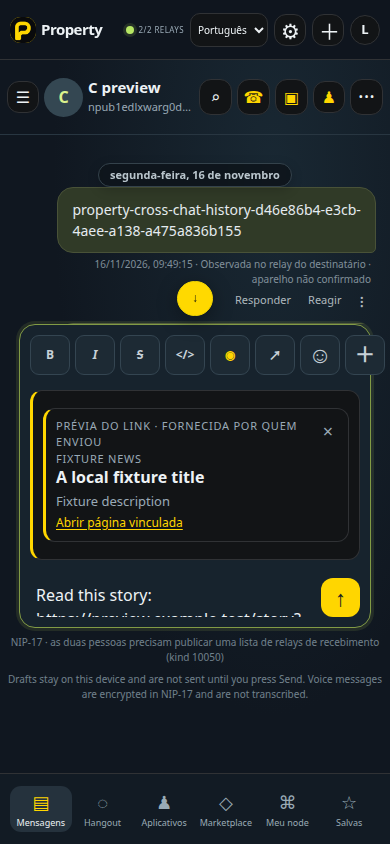 Property
2/2 RELAYS
Português
L
C
C preview
npub1edlxwarg0d...
segunda-feira, 16 de novembro
property-cross-chat-history-d46e86b4-e3cb-
4aee-a138-a475a836b155
16/11/2026, 09:49:15 · Observada no relay do destinatário ·
aparelho não confirmado
↓
Responder Reagir ⋮
B I S </> ◉ ↗ ☺ +
PRÉVIA DO LINK · FORNECIDA POR QUEM
ENVIOU
×
FIXTURE NEWS
A local fixture title
Fixture description
Abrir página vinculada
Read this story:
https://preview.example.test/story?
↑
NIP-17 · as duas pessoas precisam publicar uma lista de relays de recebimento
(kind 10050)
Drafts stay on this device and are not sent until you press Send. Voice messages
are encrypted in NIP-17 and are not transcribed.
Mensagens Hangout Aplicativos Marketplace Meu node Salvas